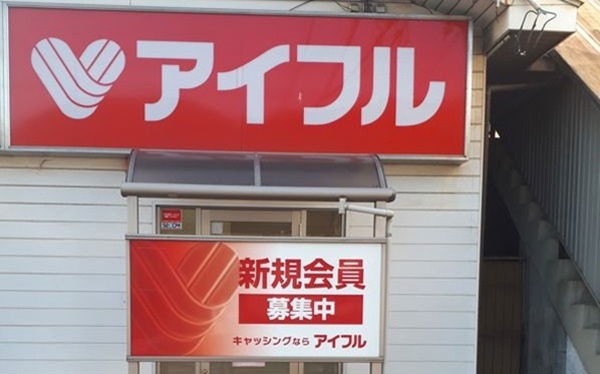 アイフル
新規会員
募集中
キャッシングなら アイフル